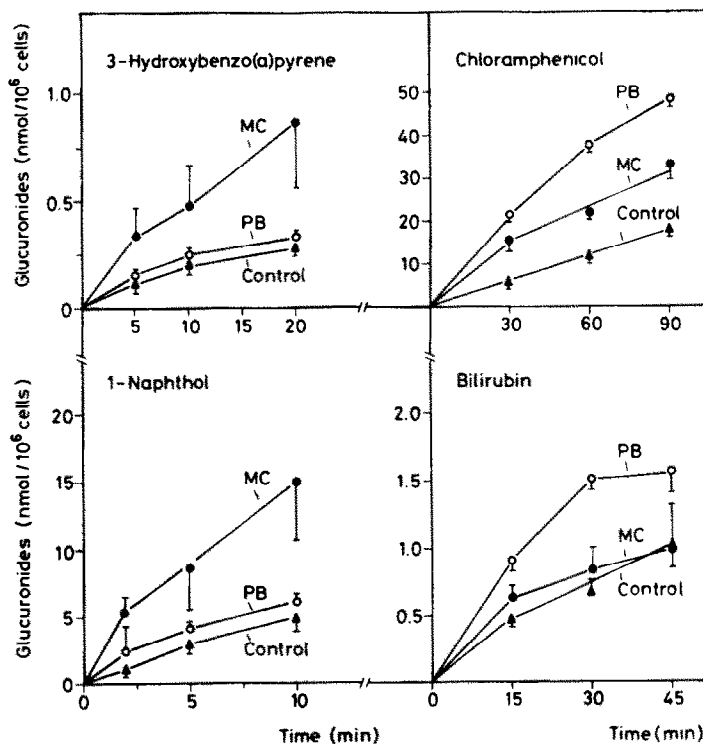 3-Hydroxybenzo(a)pyrene
Glucuronides (nmol/10⁶ cells)
1.0
0.5
0
MC
PB
Control
5
10
15
20
Chloramphenicol
50
40
30
20
10
PB
MC
Control
30
60
90
1-Naphthol
Glucuronides (nmol/10⁶ cells)
20
15
10
5
0
MC
PB
Control
0
5
10
Time (min)
Bilirubin
2.0
1.5
1.0
0.5
PB
MC
Control
0
15
30
45
Time (min)